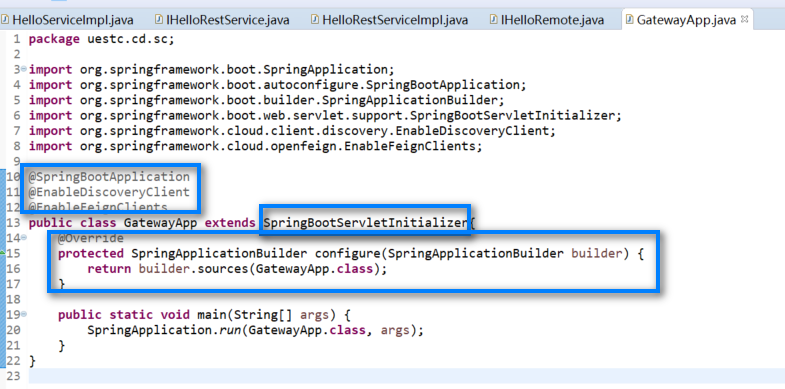 HelloServiceImpl.java IHelloRestService.java HelloRestServiceImpl.java IHelloRemote.java GatewayApp.java
1 package uestc.cd.sc;
2
3 import org.springframework.boot.SpringApplication;
4 import org.springframework.boot.autoconfigure.SpringBootApplication;
5 import org.springframework.boot.builder.SpringApplicationBuilder;
6 import org.springframework.boot.web.servlet.support.SpringBootServletInitializer;
7 import org.springframework.cloud.client.discovery.EnableDiscoveryClient;
8 import org.springframework.cloud.openfeign.EnableFeignClients;
9
10 @SpringBootApplication
11 @EnableDiscoveryClient
12 @EnableFeignClients
13 public class GatewayApp extends SpringBootServletInitializer{
14 @Override
15 protected SpringApplicationBuilder configure(SpringApplicationBuilder builder) {
16 return builder.sources(GatewayApp.class);
17 }
18
19 public static void main(String[] args) {
20 SpringApplication.run(GatewayApp.class, args);
21 }
22 }
23